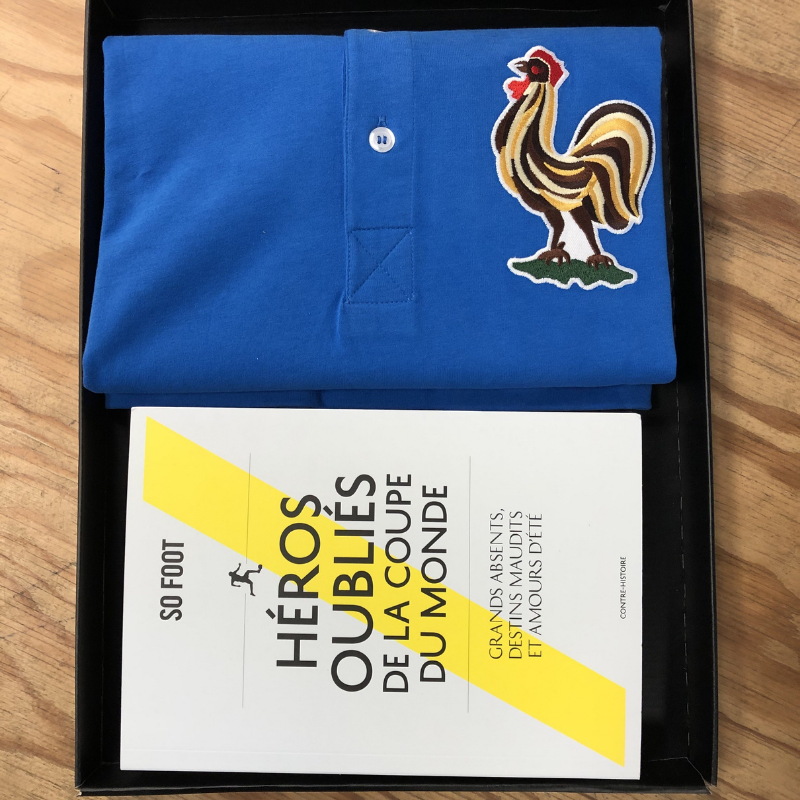 SO FOOT
HÉROS
OUBLIÉS
DE LA COUPE
DU MONDE
GRANDS ABSENTS,
DESTINS MAUDITS
ET AMOURS D'ÉTÉ
CONTRE-HISTOIRE